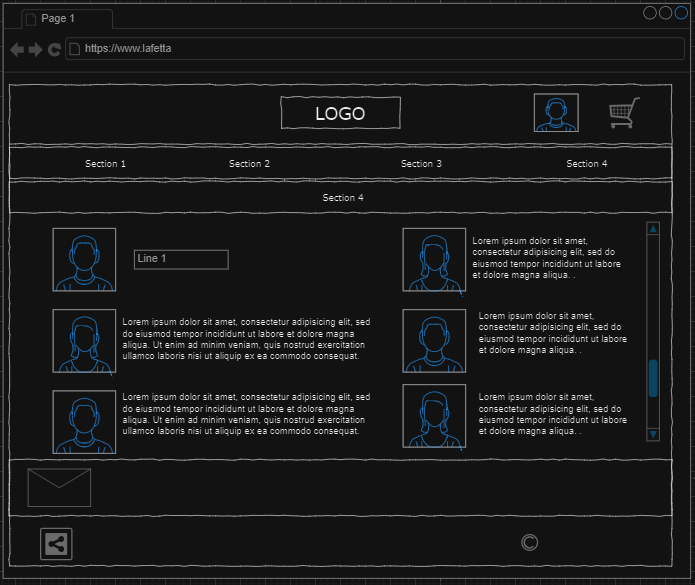 Page 1
https://www.lafetta
LOGO
Section 1
Section 2
Section 3
Section 4
Section 4
Line 1
Lorem ipsum dolor sit amet,
consectetur adipisicing elit, sed do
eiusmod tempor incididunt ut labore
et dolore magna aliqua. .
Lorem ipsum dolor sit amet, consectetur adipisicing elit, sed
do eiusmod tempor incididunt ut labore et dolore magna
aliqua. Ut enim ad minim veniam, quis nostrud exercitation
ullamco laboris nisi ut aliquip ex ea commodo consequat.
Lorem ipsum dolor sit amet,
consectetur adipisicing elit, sed do
eiusmod tempor incididunt ut labore
et dolore magna aliqua. .
Lorem ipsum dolor sit amet, consectetur adipisicing elit, sed
do eiusmod tempor incididunt ut labore et dolore magna
aliqua. Ut enim ad minim veniam, quis nostrud exercitation
ullamco laboris nisi ut aliquip ex ea commodo consequat.
Lorem ipsum dolor sit amet,
consectetur adipisicing elit, sed do
eiusmod tempor incididunt ut labore
et dolore magna aliqua. .
©